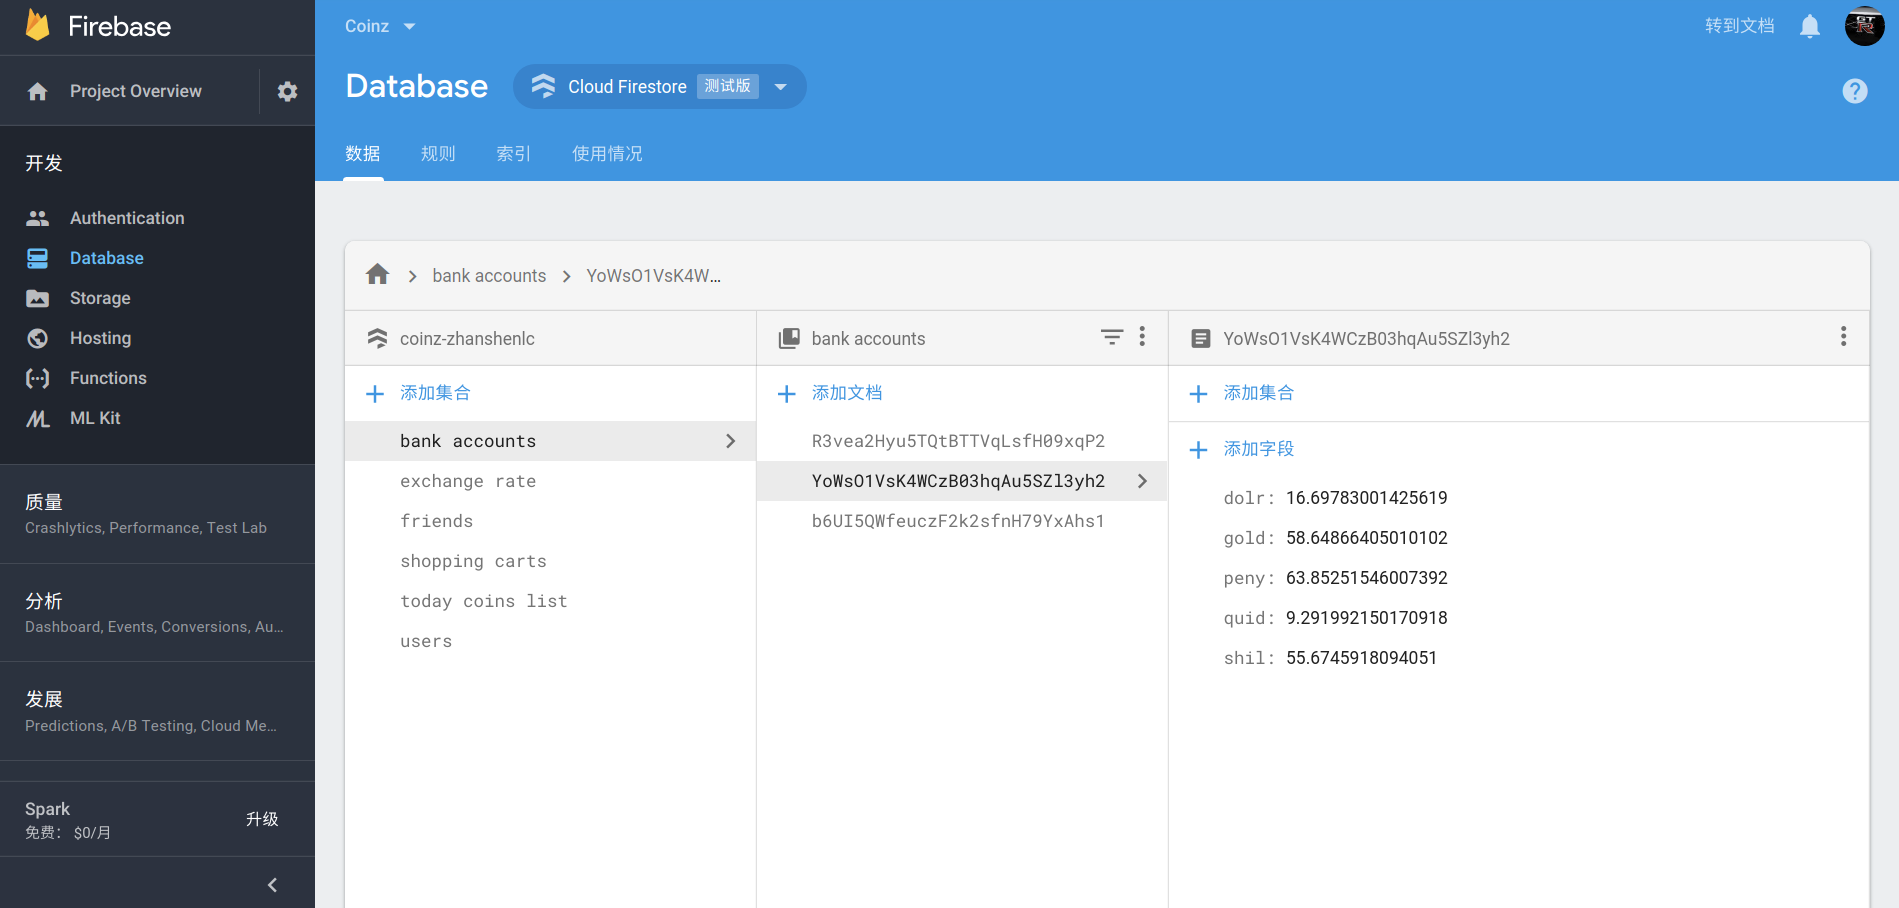 Firebase
Project Overview
开发
Authentication
Database
Storage
Hosting
Functions
ML Kit
质量
Crashlytics, Performance, Test Lab
分析
Dashboard, Events, Conversions, Au...
发展
Predictions, A/B Testing, Cloud Me...
Spark
免费： $0/月
升级
Coinz
转到文档
GT
R
Database
Cloud Firestore 测试版
数据 规则 索引 使用情况
bank accounts
YoWsO1VsK4W...
coinz-zhanshenlc
添加集合
bank accounts
exchange rate
friends
shopping carts
today coins list
users
bank accounts
添加文档
R3vea2Hyu5TQtBTTVqLsfH09xqP2
YoWsO1VsK4WCzB03hqAu5SZl3yh2
b6UI5QWfeuczF2k2sfnH79YxAhs1
YoWsO1VsK4WCzB03hqAu5SZl3yh2
添加集合
添加字段
dolr: 16.69783001425619
gold: 58.64866405010102
peny: 63.85251546007392
quid: 9.291992150170918
shil: 55.6745918094051